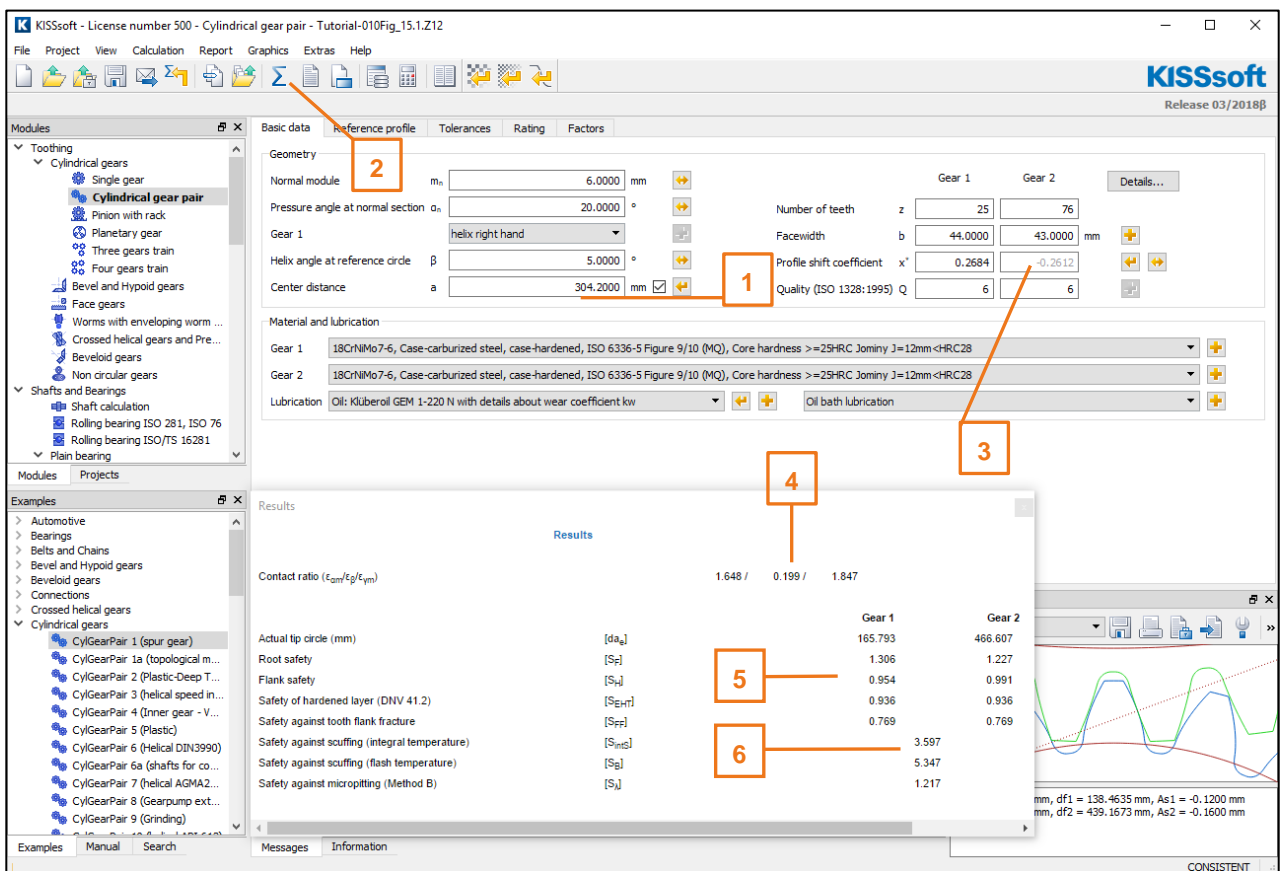 KISSsoft - License number 500 - Cylindrical gear pair - Tutorial-010Fig_15.1.Z12
File Project View Calculation Report Graphics Extras Help
KISSsoft
Release 03/2018β
Modules
Toothing
Cylindrical gears
Single gear
Cylindrical gear pair
Pinion with rack
Planetary gear
Three gears train
Four gears train
Bevel and Hypoid gears
Face gears
Worms with enveloping worm ...
Crossed helical gears and Pre...
Beveloid gears
Non circular gears
Shafts and Bearings
Shaft calculation
Rolling bearing ISO 281, ISO 76
Rolling bearing ISO/TS 16281
Plain bearing
Modules Projects
Basic data Reference profile Tolerances Rating Factors
2
Geometry
Normal module mn 6.0000 mm
Pressure angle at normal section αn 20.0000 °
Gear 1 helix right hand
Helix angle at reference circle β 5.0000 °
Center distance a 304.2000 mm
1
Gear 1 Gear 2 Details...
Number of teeth z 25 76
Facewidth b 44.0000 43.0000 mm
Profile shift coefficient x* 0.2684 -0.2612
Quality (ISO 1328:1995) Q 6 6
Material and lubrication
Gear 1 18CrNiMo7-6, Case-carburized steel, case-hardened, ISO 6336-5 Figure 9/10 (MQ), Core hardness >=25HRC Jominy J=12mm<HRC28
Gear 2 18CrNiMo7-6, Case-carburized steel, case-hardened, ISO 6336-5 Figure 9/10 (MQ), Core hardness >=25HRC Jominy J=12mm<HRC28
Lubrication Oil: Klüberoil GEM 1-220 N with details about wear coefficient kw Oil bath lubrication
3
4
Examples
Automotive
Bearings
Belts and Chains
Bevel and Hypoid gears
Beveloid gears
Connections
Crossed helical gears
Cylindrical gears
CylGearPair 1 (spur gear)
CylGearPair 1a (topological m...
CylGearPair 2 (Plastic-Deep T...
CylGearPair 3 (helical speed in...
CylGearPair 4 (Inner gear - V...
CylGearPair 5 (Plastic)
CylGearPair 6 (Helical DIN3990)
CylGearPair 6a (shafts for co...
CylGearPair 7 (helical AGMA2...
CylGearPair 8 (Gearpump ext...
CylGearPair 9 (Grinding)
Examples Manual Search
Results
Results
Contact ratio (εαm/εβ/εγm) 1.648 / 0.199 / 1.847
Gear 1 Gear 2
Actual tip circle (mm) [dae] 165.793 466.607
Root safety [SF] 1.306 1.227
Flank safety [SH] 0.954 0.991
5
Safety of hardened layer (DNV 41.2) [SEHT] 0.936 0.936
Safety against tooth flank fracture [SFF] 0.769 0.769
Safety against scuffing (integral temperature) [SintS] 3.597
6
Safety against scuffing (flash temperature) [SB] 5.347
Safety against micropitting (Method B) [Sλ] 1.217
Messages Information
»
mm, df1 = 138.4635 mm, As1 = -0.1200 mm
mm, df2 = 439.1673 mm, As2 = -0.1600 mm
CONSISTENT